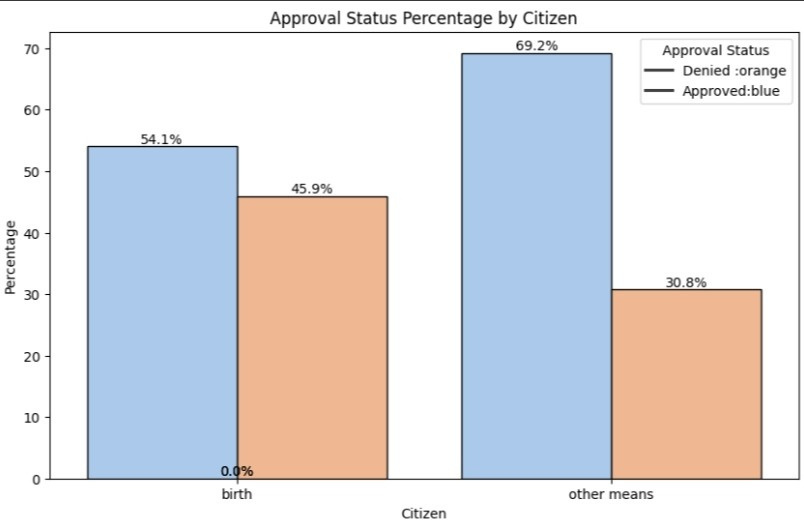 Approval Status Percentage by Citizen
Approval Status
Denied :orange
Approved:blue
70
60
50
40
30
20
10
0
Percentage
54.1%
45.9%
69.2%
30.8%
0.0%
birth
other means
Citizen